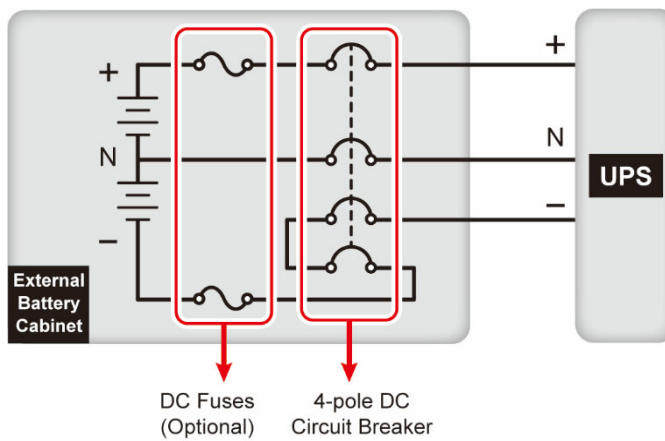 +
+
N
N
−
−
UPS
External
Battery
Cabinet
DC Fuses
(Optional)
4-pole DC
Circuit Breaker